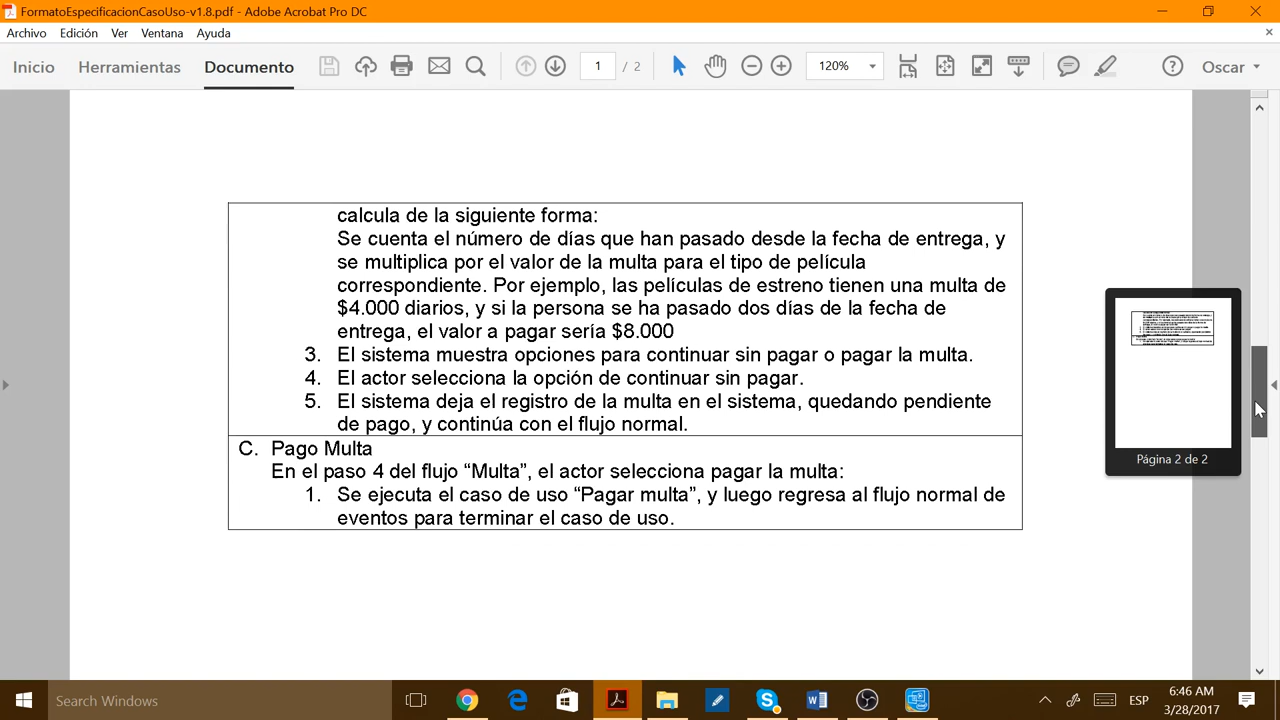 FormatoEspecificacionCasoUso-v1.8.pdf - Adobe Acrobat Pro DC
Archivo Edición Ver Ventana Ayuda
Inicio Herramientas Documento 1 / 2 120% Oscar
calcula de la siguiente forma:
Se cuenta el número de días que han pasado desde la fecha de entrega, y
se multiplica por el valor de la multa para el tipo de película
correspondiente. Por ejemplo, las películas de estreno tienen una multa de
$4.000 diarios, y si la persona se ha pasado dos días de la fecha de
entrega, el valor a pagar sería $8.000
3. El sistema muestra opciones para continuar sin pagar o pagar la multa.
4. El actor selecciona la opción de continuar sin pagar.
5. El sistema deja el registro de la multa en el sistema, quedando pendiente
de pago, y continúa con el flujo normal.
C. Pago Multa
En el paso 4 del flujo “Multa”, el actor selecciona pagar la multa:
1. Se ejecuta el caso de uso “Pagar multa”, y luego regresa al flujo normal de
eventos para terminar el caso de uso.
Página 2 de 2
Search Windows
ESP
6:46 AM
3/28/2017